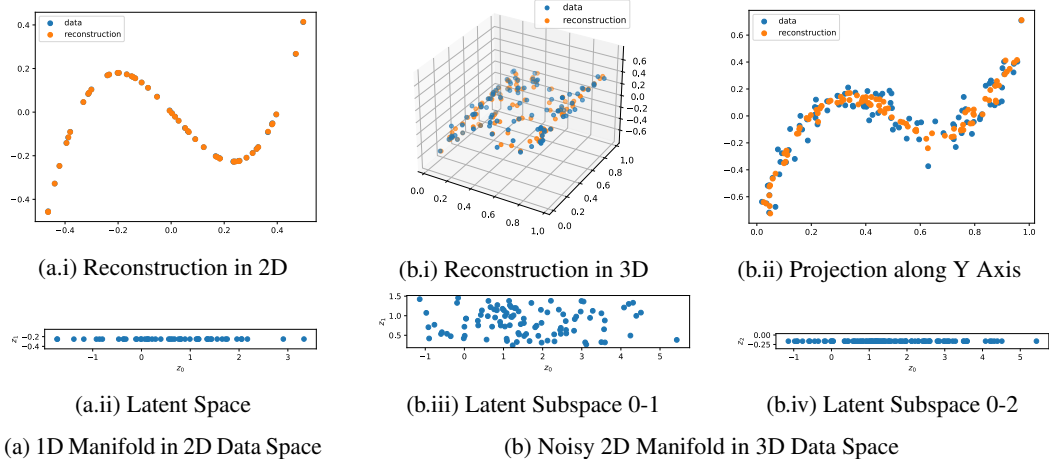 data
reconstruction
0.4
0.2
0.0
−0.2
−0.4
−0.4 −0.2 0.0 0.2 0.4
(a.i) Reconstruction in 2D
data
reconstruction
0.6
0.4
0.2
0.0
−0.2
−0.4
−0.6
0.0 0.2 0.4 0.6 0.8 1.0
0.0 0.2 0.4 0.6 0.8 1.0
(b.i) Reconstruction in 3D
data
reconstruction
0.6
0.4
0.2
0.0
−0.2
−0.4
−0.6
0.0 0.2 0.4 0.6 0.8 1.0
(b.ii) Projection along Y Axis
z₁
−0.2
−0.4
−1 0 1 2 3
z₀
(a.ii) Latent Space
z₁
1.5
1.0
0.5
−1 0 1 2 3 4 5
z₀
(b.iii) Latent Subspace 0-1
z₂
0.00
−0.25
−1 0 1 2 3 4 5
z₀
(b.iv) Latent Subspace 0-2
(a) 1D Manifold in 2D Data Space
(b) Noisy 2D Manifold in 3D Data Space